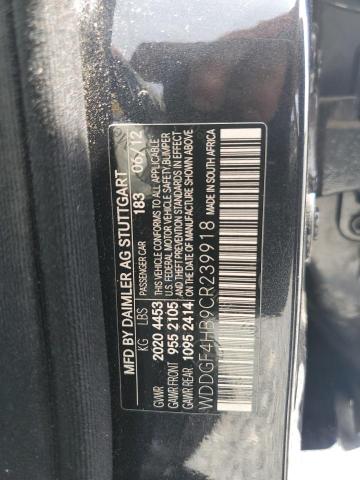 MFD BY DAIMLER AG STUTTGART
PASSENGER CAR 183 06/12
KG LBS
GVWR 2020 4453
GAWR FRONT 955 2105
GAWR REAR 1095 2414
THIS VEHICLE CONFORMS TO ALL APPLICABLE
U.S. FEDERAL MOTOR VEHICLE SAFETY, BUMPER
AND THEFT PREVENTION STANDARDS IN EFFECT
ON THE DATE OF MANUFACTURE SHOWN ABOVE.
WDDGF4HB9CR239918 SOUTH AFRICA